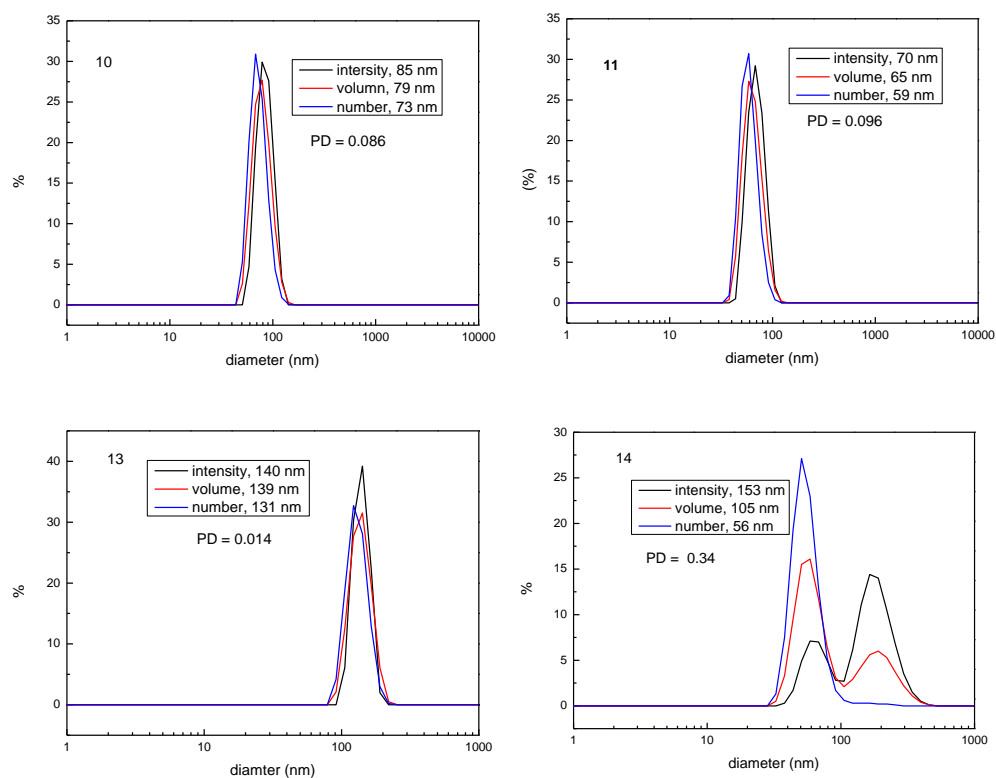 10
intersity, 85 nm
volumn, 79 nm
number, 73 nm
PD = 0.086
35
30
25
20
15
10
5
0
%
1 10 100 1000 10000
diameter (nm)
11
intensity, 70 nm
volume, 65 nm
number, 59 nm
PD = 0.096
35
30
25
20
15
10
5
0
(%)
1 10 100 1000 10000
diameter (nm)
13
intensity, 140 nm
volume, 139 nm
number, 131 nm
PD = 0.014
40
30
20
10
0
%
1 10 100 1000
diamter (nm)
14
intensity, 153 nm
volume, 105 nm
number, 56 nm
PD = 0.34
30
25
20
15
10
5
0
%
1 10 100 1000
diameter (nm)